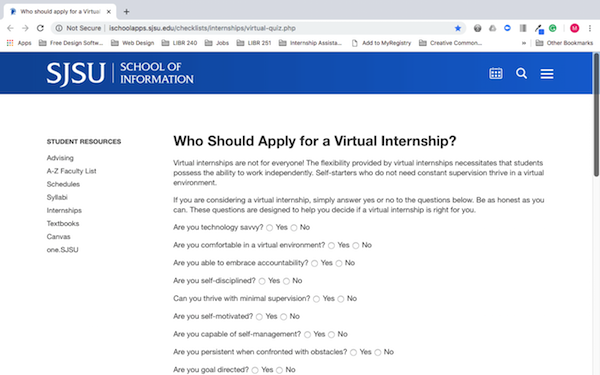 Who should apply for a Virtual
Not Secure | ischoolapps.sjsu.edu/checklists/internships/virtual-quiz.php
Apps Free Design Softw... Web Design LIBR 240 Jobs LIBR 251 Internship Assista... Add to MyRegistry Creative Common... » Other Bookmarks
SJSU SCHOOL OF
INFORMATION
STUDENT RESOURCES
Advising
A-Z Faculty List
Schedules
Syllabi
Internships
Textbooks
Canvas
one.SJSU
Who Should Apply for a Virtual Internship?
Virtual internships are not for everyone! The flexibility provided by virtual internships necessitates that students
possess the ability to work independently. Self-starters who do not need constant supervision thrive in a virtual
environment.
If you are considering a virtual internship, simply answer yes or no to the questions below. Be as honest as you
can. These questions are designed to help you decide if a virtual internship is right for you.
Are you technology savvy? Yes No
Are you comfortable in a virtual environment? Yes No
Are you able to embrace accountability? Yes No
Are you self-disciplined? Yes No
Can you thrive with minimal supervision? Yes No
Are you self-motivated? Yes No
Are you capable of self-management? Yes No
Are you persistent when confronted with obstacles? Yes No
Are you goal directed? Yes No